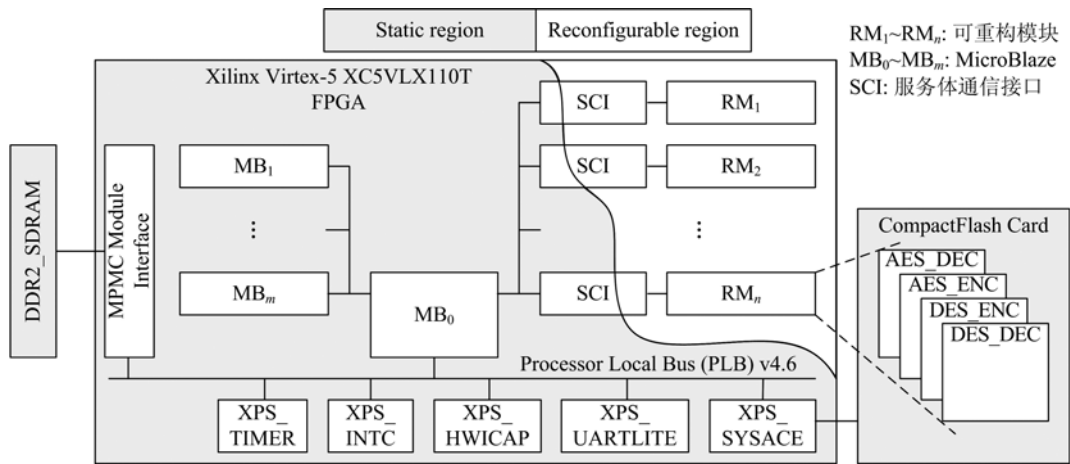 Static region
Reconfigurable region
RM₁~RMₙ: 可重构模块
MB₀~MBₘ: MicroBlaze
SCI: 服务体通信接口
Xilinx Virtex-5 XC5VLX110T
FPGA
SCI
RM₁
DDR2_SDRAM
MPMC Module
Interface
MB₁
SCI
RM₂
⋮
⋮
⋮
MBₘ
MB₀
SCI
RMₙ
CompactFlash Card
AES_DEC
AES_ENC
DES_ENC
DES_DEC
Processor Local Bus (PLB) v4.6
XPS_
TIMER
XPS_
INTC
XPS_
HWICAP
XPS_
UARTLITE
XPS_
SYSACE